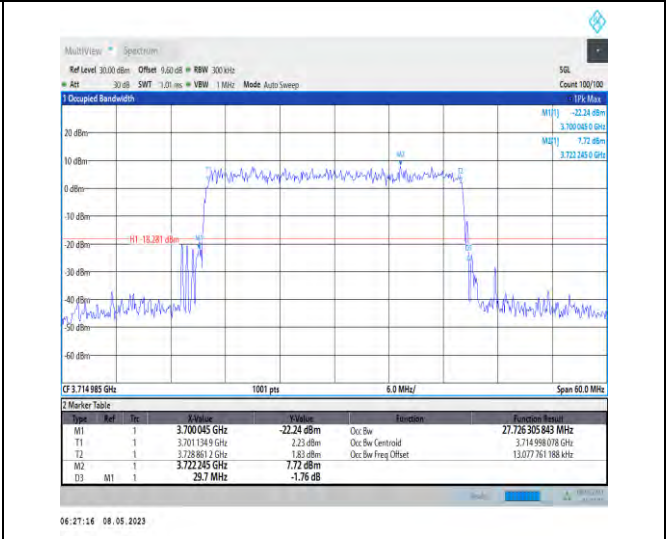 MultiView Spectrum
Ref Level 30.00 dBm Offset 9.60 dB RBW 300 kHz SGL
Att 30 dB SWT 1.01 ms VBW 1 MHz Mode Auto Sweep Count 100/100
1 Occupied Bandwidth 1Pk Max
M1(1) -22.24 dBm
3.700 045 0 GHz
20 dBm M2(1) 7.72 dBm
3.722 245 0 GHz
10 dBm M2
0 dBm
-10 dBm
H1 -18.281 dBm
-20 dBm
-30 dBm
-40 dBm
-50 dBm
-60 dBm
CF 3.714 985 GHz 1001 pts 6.0 MHz/ Span 60.0 MHz
2 Marker Table
Type Ref Trc X-Value Y-Value Function Function Result
M1 1 3.700 045 GHz -22.24 dBm Occ Bw 27.726 305 843 MHz
T1 1 3.701 134 9 GHz 2.23 dBm Occ Bw Centroid 3.714 998 078 GHz
T2 1 3.728 861 2 GHz 1.83 dBm Occ Bw Freq Offset 13.077 761 188 kHz
M2 1 3.722 245 GHz 7.72 dBm
D3 M1 1 29.7 MHz -1.76 dB
06:27:16 08.05.2023